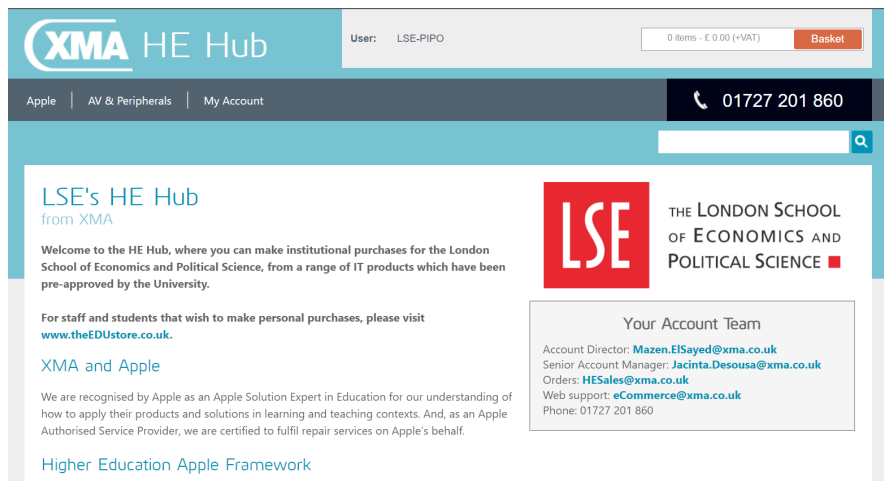 XMA HE Hub
User: LSE-PIPO
0 items - £ 0.00 (+VAT) Basket
Apple AV & Peripherals My Account
01727 201 860
LSE's HE Hub
from XMA
Welcome to the HE Hub, where you can make institutional purchases for the London
School of Economics and Political Science, from a range of IT products which have been
pre-approved by the University.
For staff and students that wish to make personal purchases, please visit
www.theEDUstore.co.uk.
XMA and Apple
We are recognised by Apple as an Apple Solution Expert in Education for our understanding of
how to apply their products and solutions in learning and teaching contexts. And, as an Apple
Authorised Service Provider, we are certified to fulfil repair services on Apple's behalf.
Higher Education Apple Framework
LSE
THE LONDON SCHOOL
OF ECONOMICS AND
POLITICAL SCIENCE
Your Account Team
Account Director: Mazen.ElSayed@xma.co.uk
Senior Account Manager: Jacinta.Desousa@xma.co.uk
Orders: HESales@xma.co.uk
Web support: eCommerce@xma.co.uk
Phone: 01727 201 860